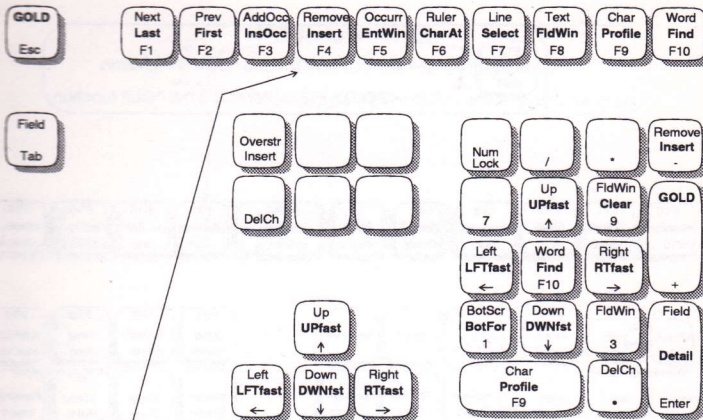 GOLD
Esc
Next
Last
F1
Prev
First
F2
AddOcc
InsOcc
F3
Remove
Insert
F4
Occurr
EntWin
F5
Ruler
CharAt
F6
Line
Select
F7
Text
FldWin
F8
Char
Profile
F9
Word
Find
F10
Field
Tab
Overstr
Insert
DelCh
Num
Lock
/
•
Remove
Insert
-
7
Up
UPfast
↑
FldWin
Clear
9
GOLD
+
Left
LFTfast
←
Word
Find
F10
Right
RTfast
→
BotScr
BotFor
1
Down
DWNfst
↓
FldWin
3
Field
Detail
Enter
Char
Profile
F9
DelCh
•
Up
UPfast
↑
Left
LFTfast
←
Down
DWNfst
↓
Right
RTfast
→